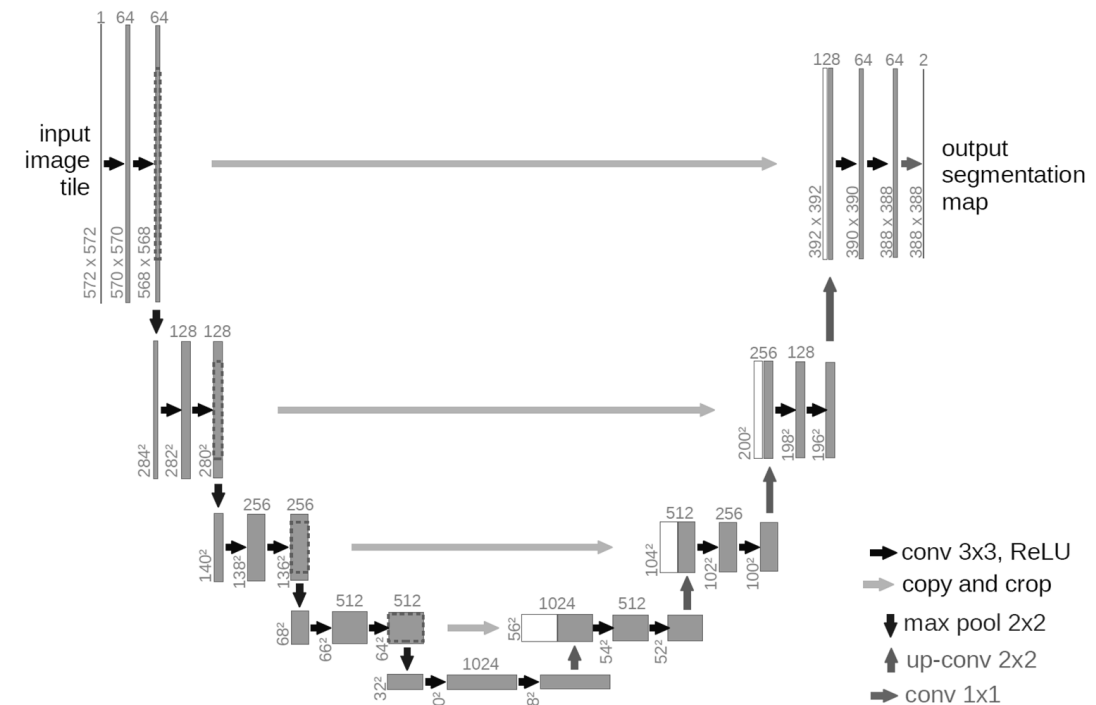 1 64 64
128 64 64 2
input
image
tile
output
segmentation
map
572 x 572
570 x 570
568 x 568
392 x 392
390 x 390
388 x 388
388 x 388
128 128
256 128
284²
282²
280²
200²
198²
196²
256 256
512 256
140²
138²
136²
104²
102²
100²
512 512
1024 512
68²
66²
64²
56²
54²
52²
1024
32²
conv 3x3, ReLU
copy and crop
max pool 2x2
up-conv 2x2
conv 1x1